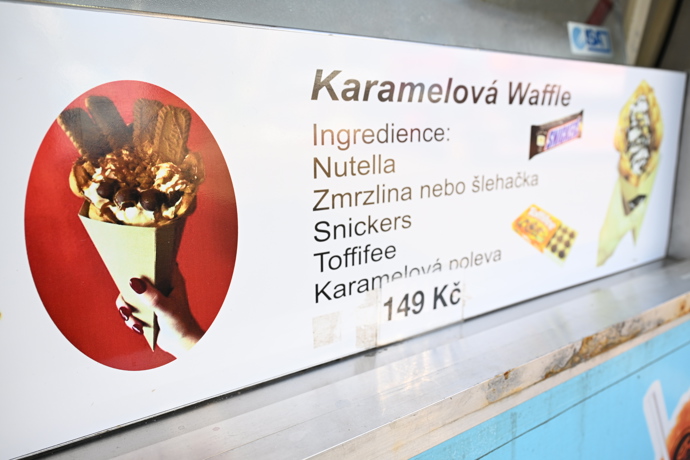 Karamelová Waffle
Ingredience:
Nutella
Zmrzlina nebo šlehačka
Snickers
Toffifee
Karamelová poleva
149 Kč
SNICKERS